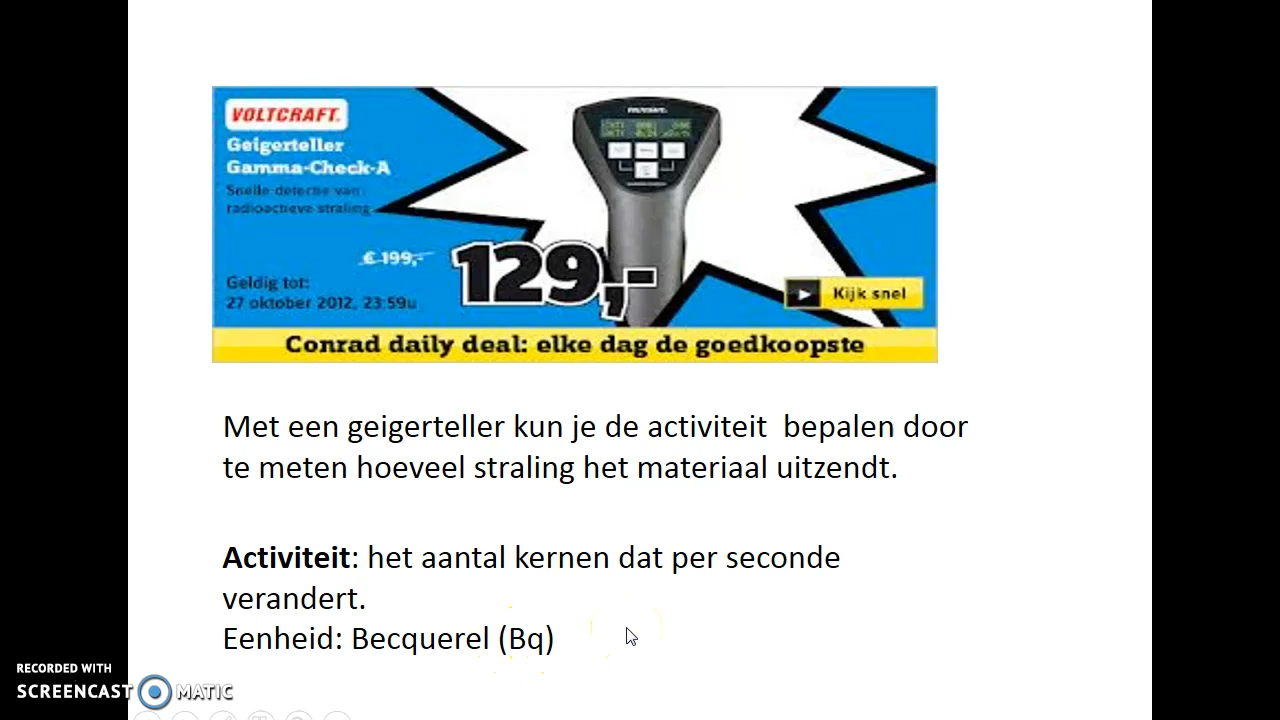 VOLTCRAFT.
Geigerteller
Gamma-Check-A
Snelle detectie van
radioactieve straling
€ 199,-
129,-
Geldig tot:
27 oktober 2012, 23:59u
Kijk snel
Conrad daily deal: elke dag de goedkoopste
Met een geigerteller kun je de activiteit bepalen door
te meten hoeveel straling het materiaal uitzendt.
Activiteit: het aantal kernen dat per seconde
verandert.
Eenheid: Becquerel (Bq)
RECORDED WITH
SCREENCAST MATIC